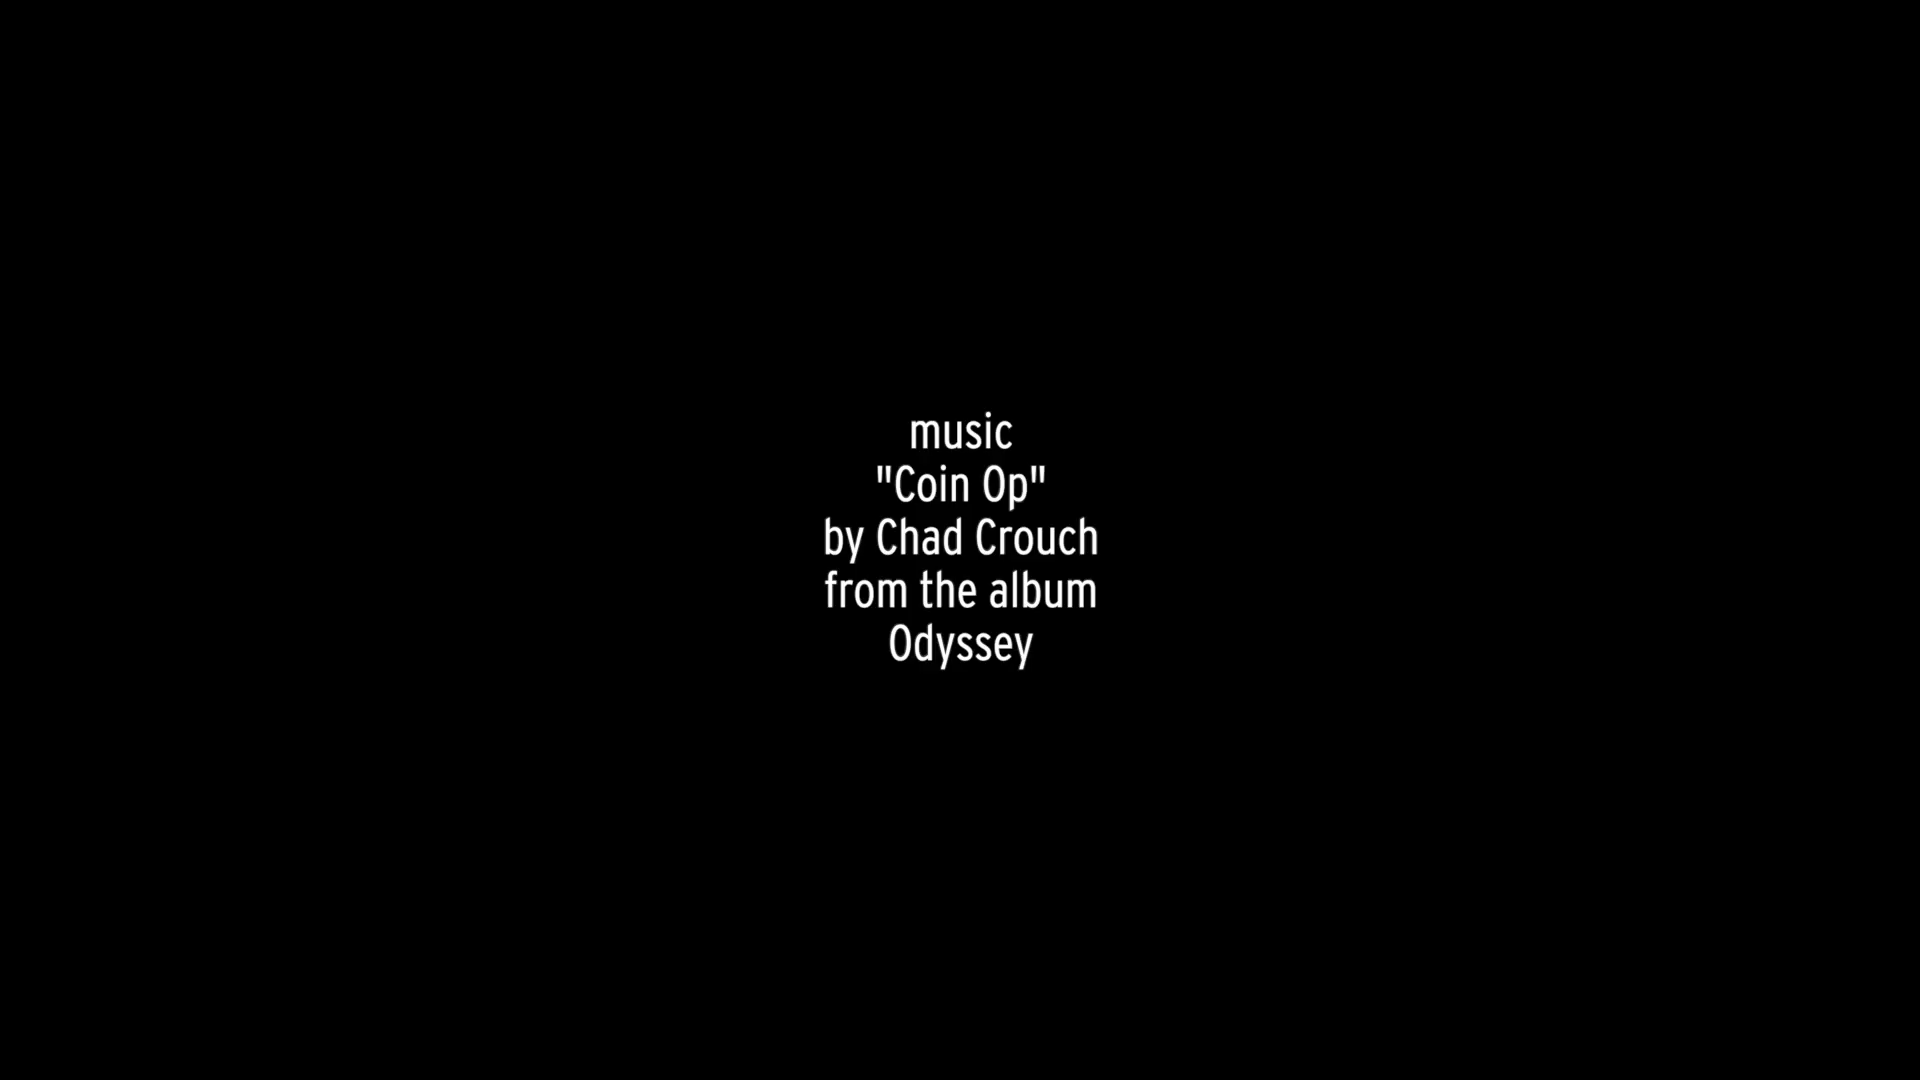 music
"Coin Op"
by Chad Crouch
from the album
Odyssey